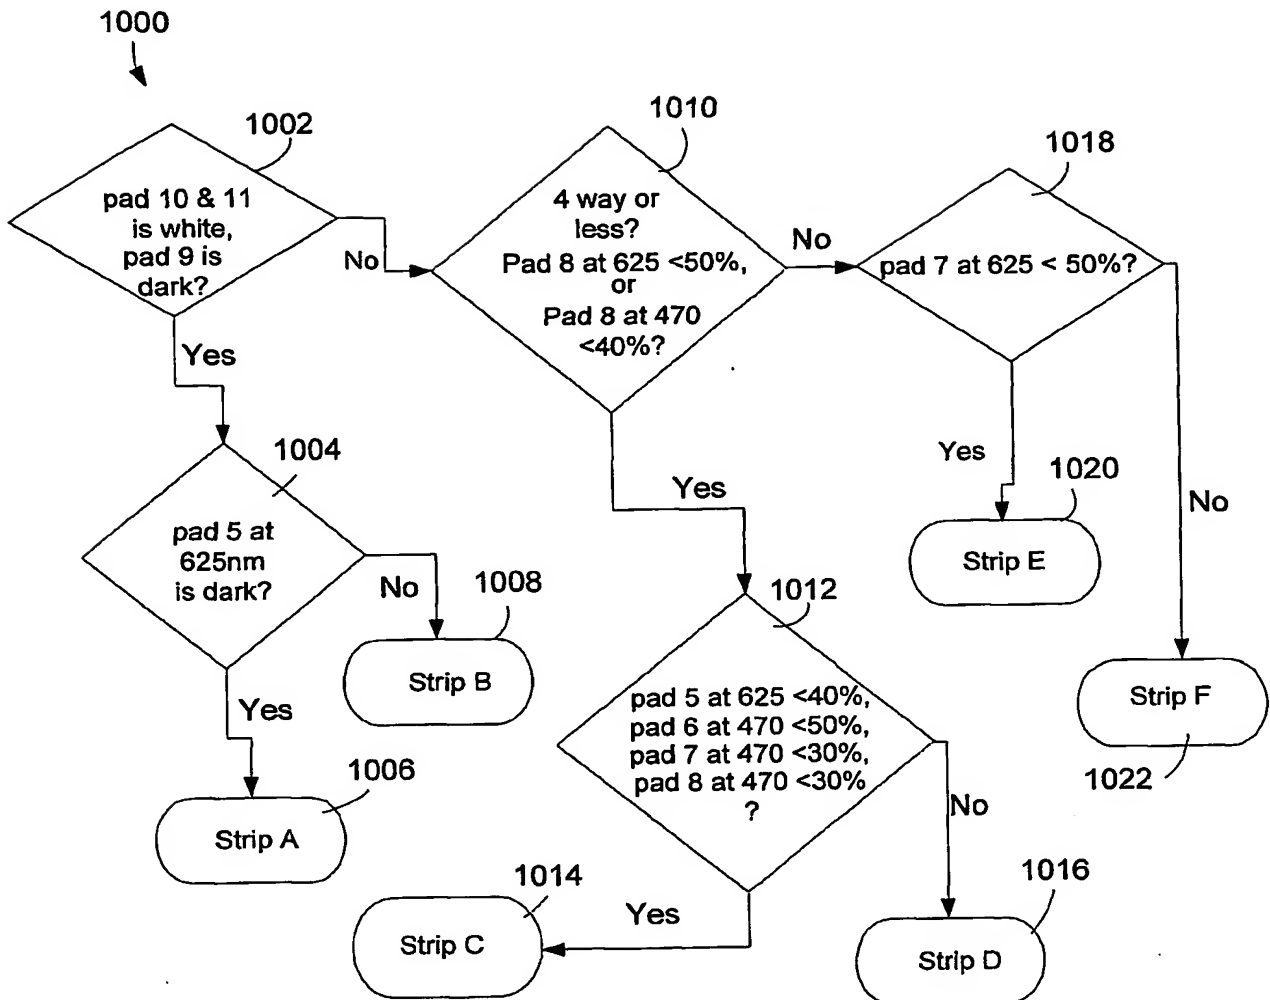 1000
1002
pad 10 & 11
is white,
pad 9 is
dark?
No
Yes
1010
4 way or
less?
Pad 8 at 625 <50%,
or
Pad 8 at 470
<40%?
No
Yes
1018
pad 7 at 625 < 50%?
Yes
No
1020
Strip E
Strip F
1022
1004
pad 5 at
625nm
is dark?
No
Yes
1008
Strip B
1006
Strip A
1012
pad 5 at 625 <40%,
pad 6 at 470 <50%,
pad 7 at 470 <30%,
pad 8 at 470 <30%
?
No
Yes
1014
Strip C
1016
Strip D